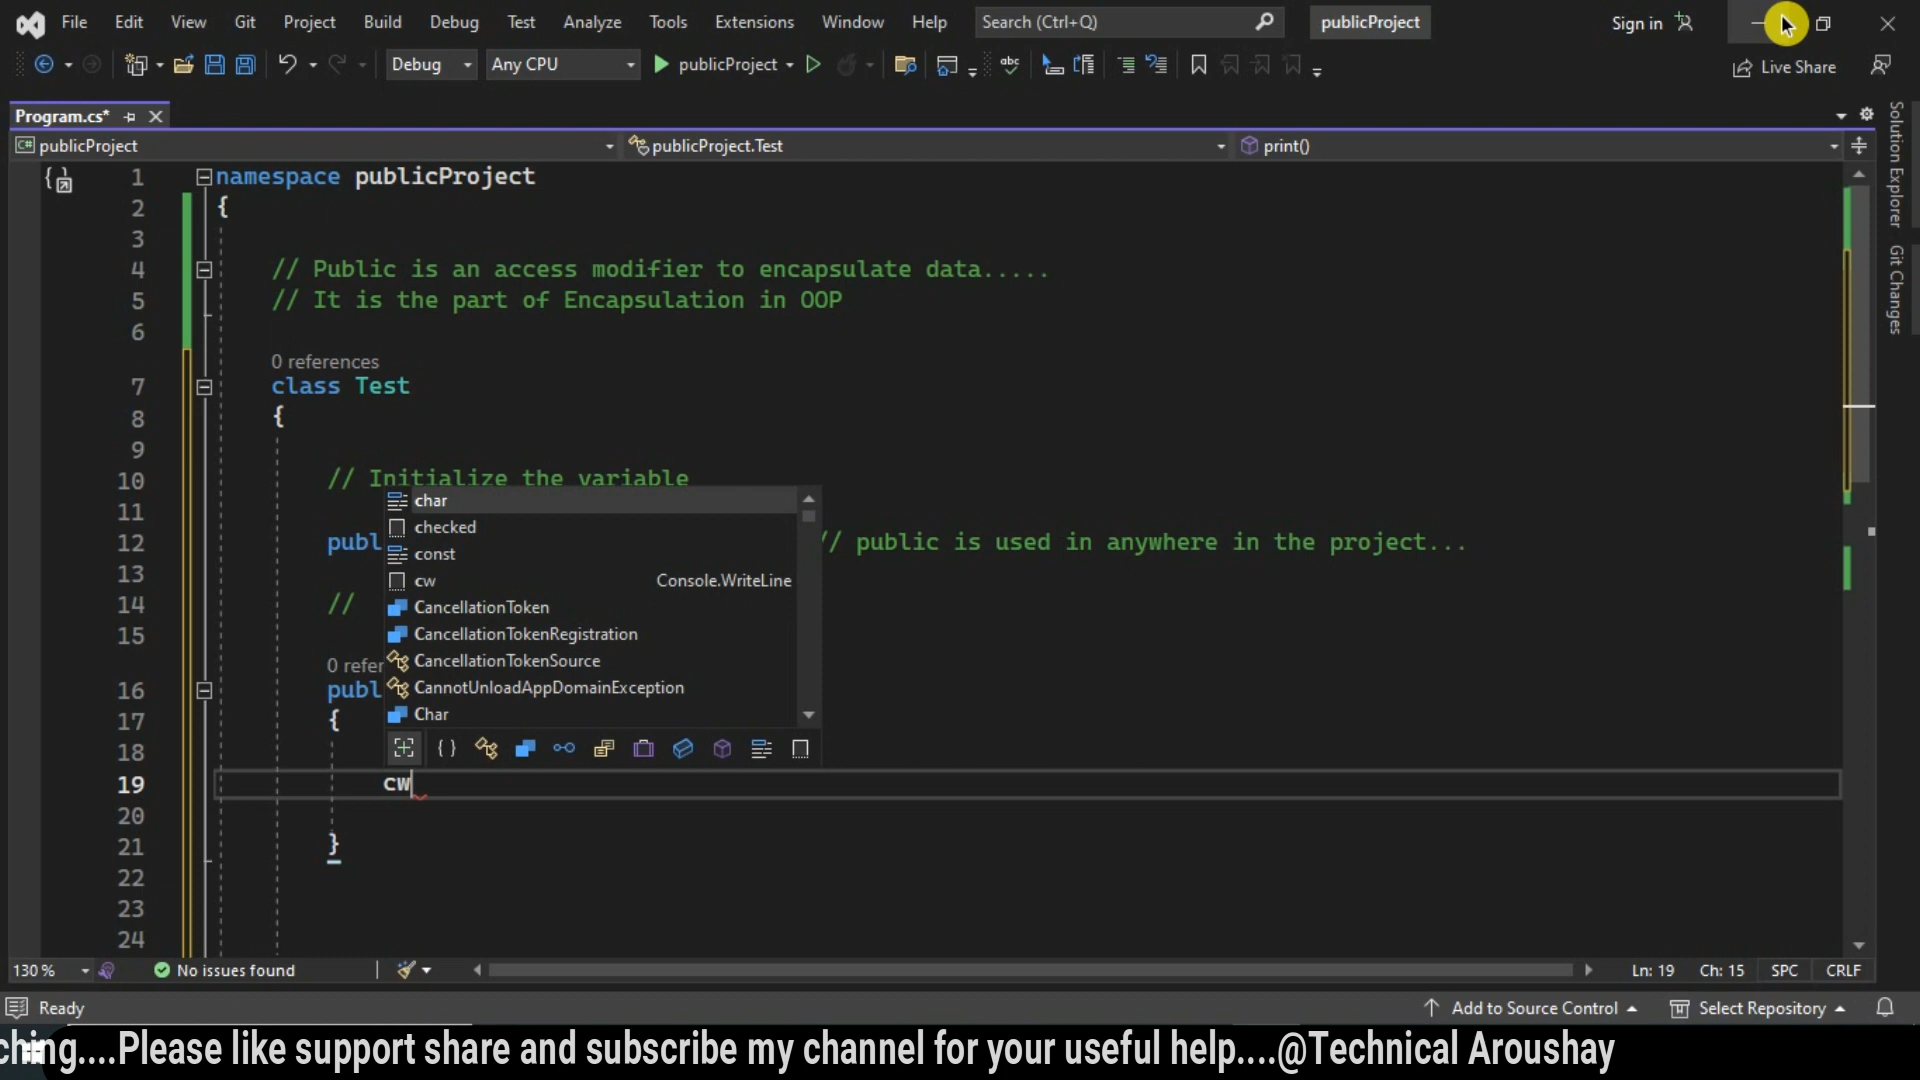 File Edit View Git Project Build Debug Test Analyze Tools Extensions Window Help Search (Ctrl+Q) publicProject Sign in
Debug Any CPU publicProject Live Share
Program.cs*
publicProject publicProject.Test print()
1 namespace publicProject
2 {
3
4 // Public is an access modifier to encapsulate data.....
5 // It is the part of Encapsulation in OOP
6
0 references
7 class Test
8 {
9
10 // Initialize the variable
11
12 publ // public is used in anywhere in the project...
13
14 //
15
0 refer
16 publ
17 {
18
19 cw
20
21 }
22
23
24
char
checked
const
cw Console.WriteLine
CancellationToken
CancellationTokenRegistration
CancellationTokenSource
CannotUnloadAppDomainException
Char
Solution Explorer
Git Changes
130 % No issues found Ln: 19 Ch: 15 SPC CRLF
Ready Add to Source Control Select Repository
ching....Please like support share and subscribe my channel for your useful help....@Technical Aroushay